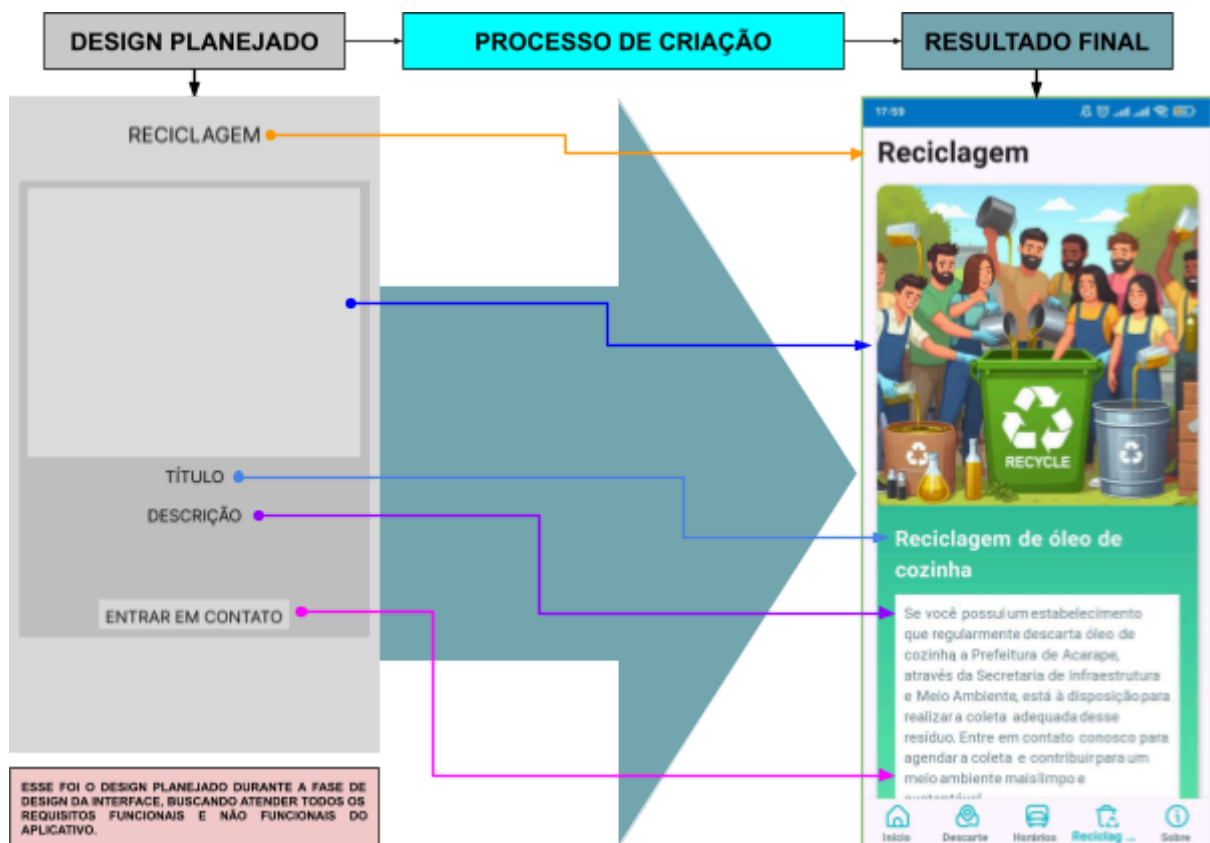 DESIGN PLANEJADO
PROCESSO DE CRIAÇÃO
RESULTADO FINAL
RECICLAGEM
TÍTULO
DESCRIÇÃO
ENTRAR EM CONTATO
ESSE FOI O DESIGN PLANEJADO DURANTE A FASE DE
DESIGN DA INTERFACE, BUSCANDO ATENDER TODOS OS
REQUISITOS FUNCIONAIS E NÃO FUNCIONAIS DO
APLICATIVO.
17:59
Reciclagem
RECYCLE
Reciclagem de óleo de
cozinha
Se você possui um estabelecimento
que regularmente descarta óleo de
cozinha, a Prefeitura de Acarape,
através da Secretaria de Infraestrutura
e Meio Ambiente, está à disposição para
realizar a coleta adequada desse
resíduo. Entre em contato conosco para
agendar a coleta e contribuir para um
meio ambiente mais limpo e
sustentável
Início
Descarte
Horários
Reciclag ...
Sobre